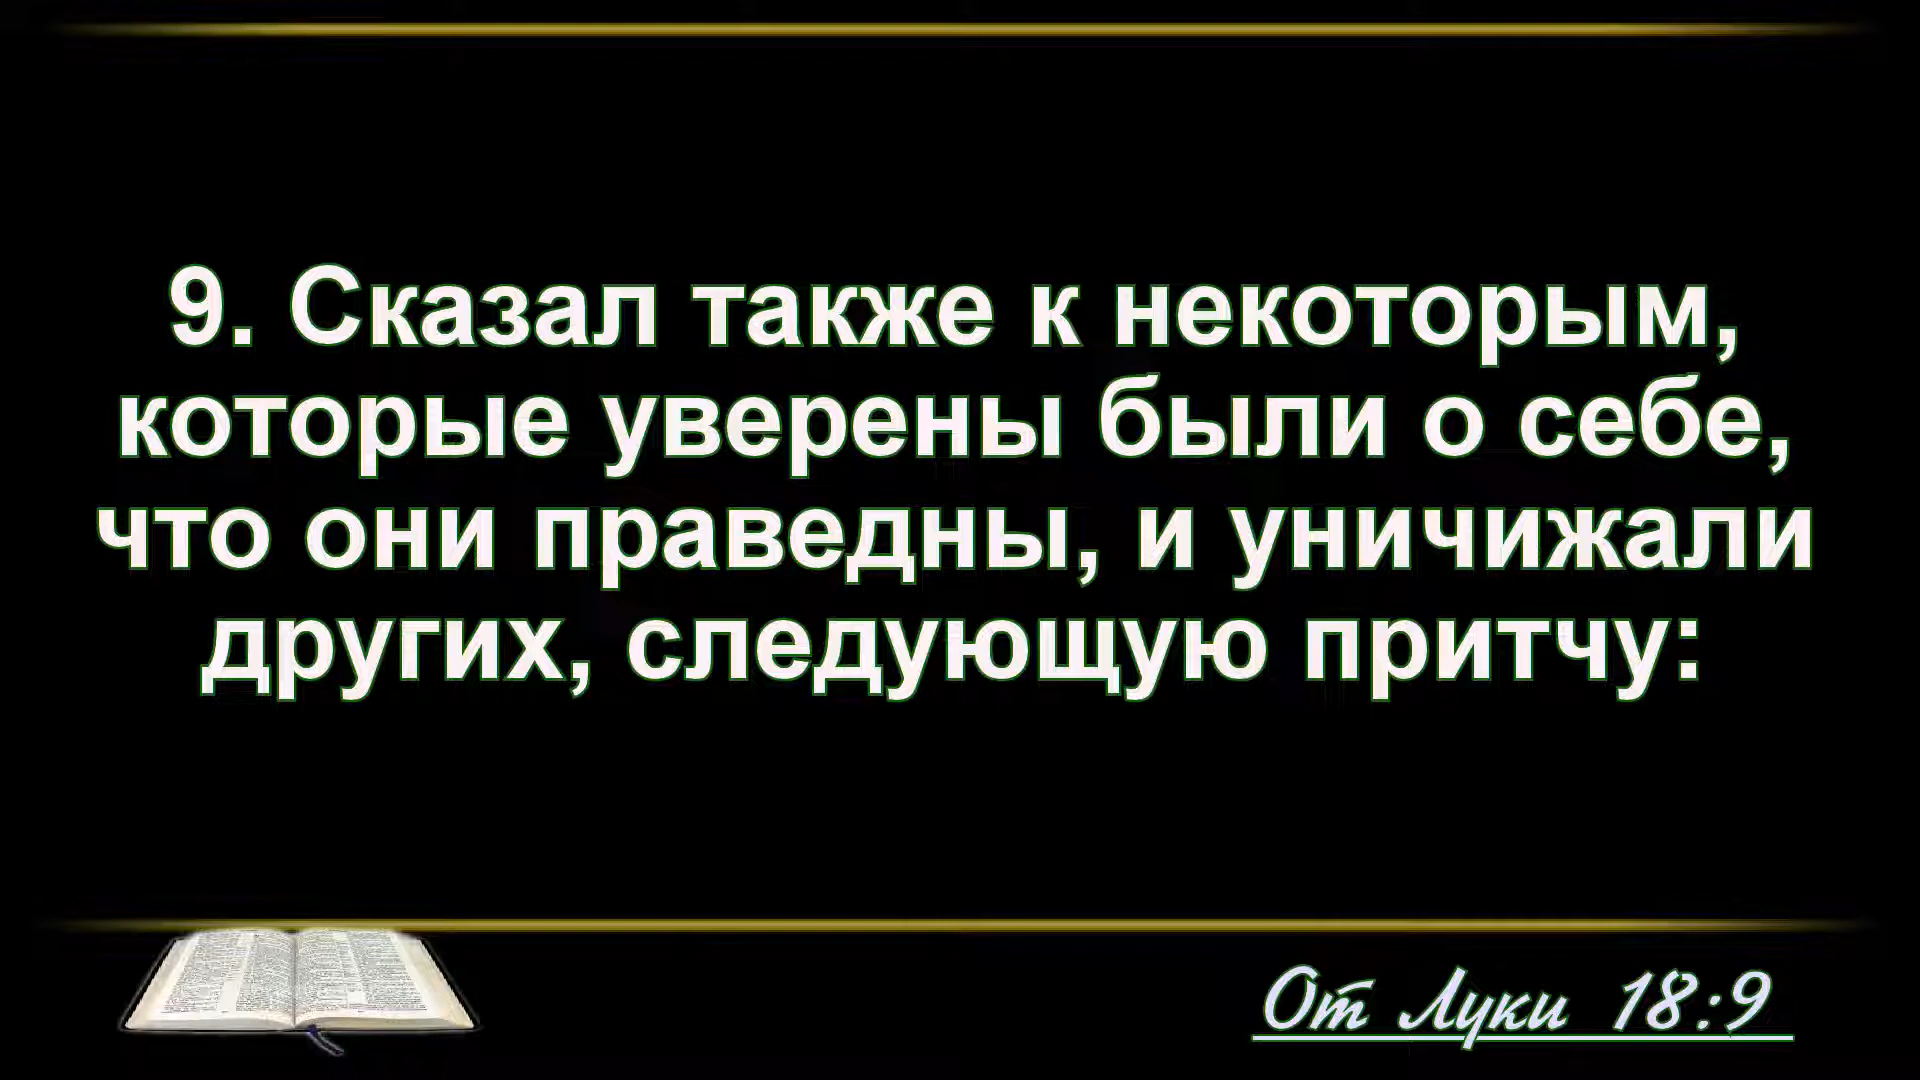 9. Сказал также к некоторым,
которые уверены были о себе,
что они праведны, и уничижали
других, следующую притчу:
От Луки 18:9